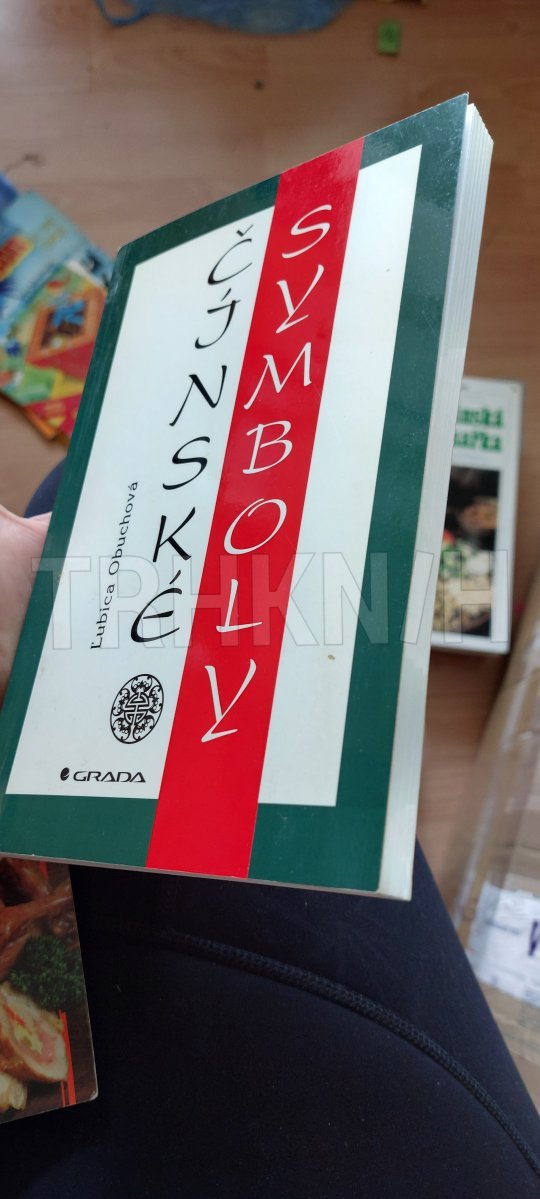 ČÍNSKÉ
SYMBOLY
Ľubica Obuchová
GRADA
TRHKNIH